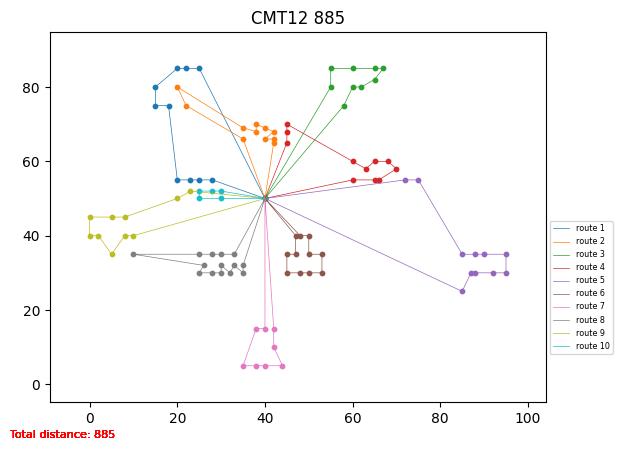 CMT12 885
80
60
40
20
0
0
20
40
60
80
100
route 1
route 2
route 3
route 4
route 5
route 6
route 7
route 8
route 9
route 10
Total distance: 885